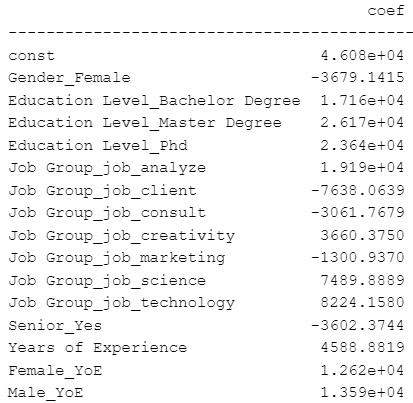 coef
------------------------------------------
const 4.608e+04
Gender_Female -3679.1415
Education Level_Bachelor Degree 1.716e+04
Education Level_Master Degree 2.617e+04
Education Level_Phd 2.364e+04
Job Group_job_analyze 1.919e+04
Job Group_job_client -7638.0639
Job Group_job_consult -3061.7679
Job Group_job_creativity 3660.3750
Job Group_job_marketing -1300.9370
Job Group_job_science 7489.8889
Job Group_job_technology 8224.1580
Senior_Yes -3602.3744
Years of Experience 4588.8819
Female_YoE 1.262e+04
Male_YoE 1.359e+04